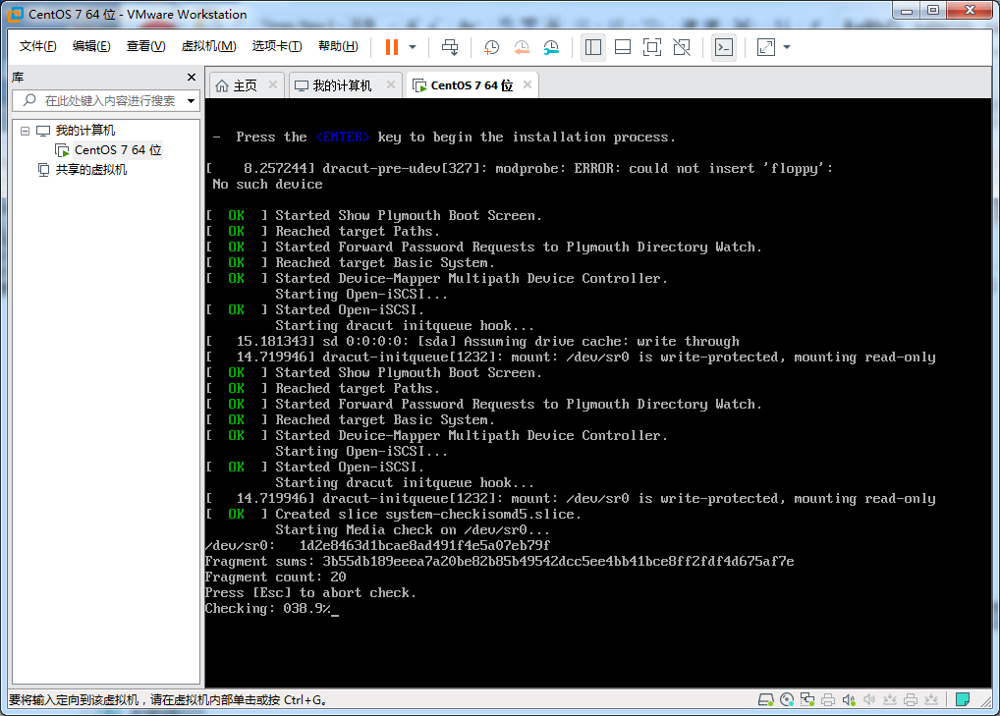 CentOS 7 64 位 - VMware Workstation
文件(F) 编辑(E) 查看(V) 虚拟机(M) 选项卡(T) 帮助(H)
库
在此处键入内容进行搜索
我的计算机
CentOS 7 64 位
共享的虚拟机
主页 我的计算机 CentOS 7 64 位
- Press the <ENTER> key to begin the installation process.
[    8.257244] dracut-pre-udev[327]: modprobe: ERROR: could not insert 'floppy':
No such device
[  OK  ] Started Show Plymouth Boot Screen.
[  OK  ] Reached target Paths.
[  OK  ] Started Forward Password Requests to Plymouth Directory Watch.
[  OK  ] Reached target Basic System.
[  OK  ] Started Device-Mapper Multipath Device Controller.
Starting Open-iSCSI...
[  OK  ] Started Open-iSCSI.
Starting dracut initqueue hook...
[   15.181343] sd 0:0:0:0: [sda] Assuming drive cache: write through
[   14.719946] dracut-initqueue[1232]: mount: /dev/sr0 is write-protected, mounting read-only
[  OK  ] Started Show Plymouth Boot Screen.
[  OK  ] Reached target Paths.
[  OK  ] Started Forward Password Requests to Plymouth Directory Watch.
[  OK  ] Reached target Basic System.
[  OK  ] Started Device-Mapper Multipath Device Controller.
Starting Open-iSCSI...
[  OK  ] Started Open-iSCSI.
Starting dracut initqueue hook...
[   14.719946] dracut-initqueue[1232]: mount: /dev/sr0 is write-protected, mounting read-only
[  OK  ] Created slice system-checkisomd5.slice.
Starting Media check on /dev/sr0...
/dev/sr0:   1d2e8463d1bcae8ad491f4e5a07eb79f
Fragment sums: 3b55db189eeea7a20be82b85b49542dcc5ee4bb41bce8ff2fdf4d675af7e
Fragment count: 20
Press [Esc] to abort check.
Checking: 038.9%_
要将输入定向到该虚拟机，请在虚拟机内部单击或按 Ctrl+G。